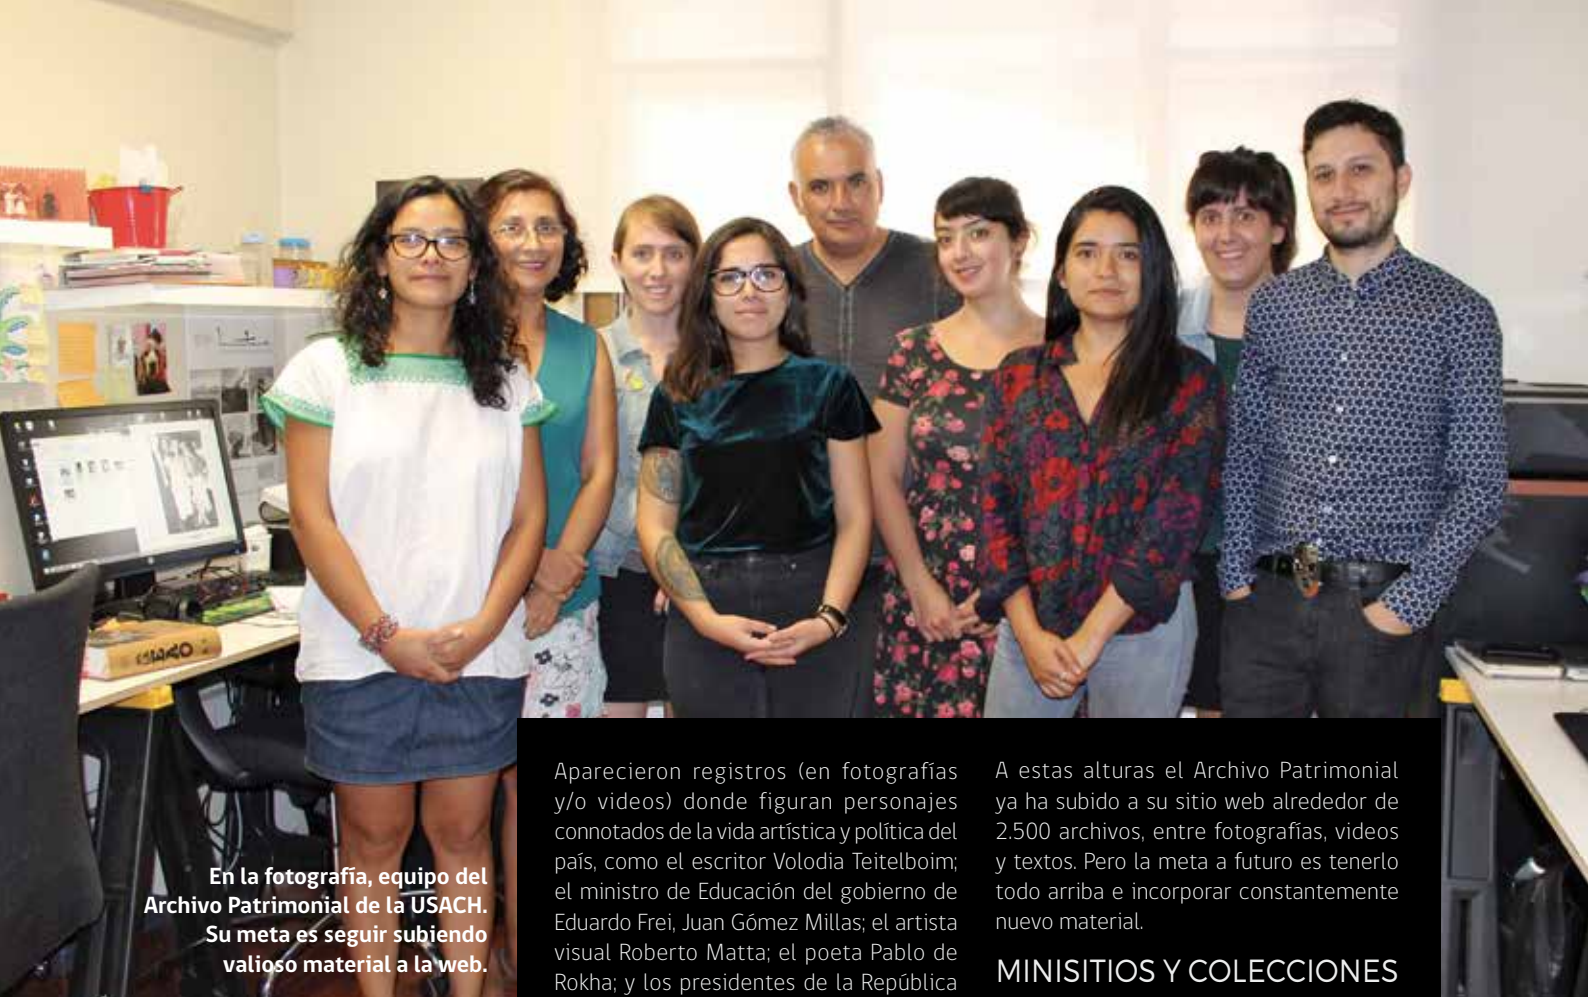 En la fotografía, equipo del
Archivo Patrimonial de la USACH.
Su meta es seguir subiendo
valioso material a la web.
Aparecieron registros (en fotografías
y/o videos) donde figuran personajes
connotados de la vida artística y política del
país, como el escritor Volodia Teitelboim;
el ministro de Educación del gobierno de
Eduardo Frei, Juan Gómez Millas; el artista
visual Roberto Matta; el poeta Pablo de
Rokha; y los presidentes de la República
A estas alturas el Archivo Patrimonial
ya ha subido a su sitio web alrededor de
2.500 archivos, entre fotografías, videos
y textos. Pero la meta a futuro es tenerlo
todo arriba e incorporar constantemente
nuevo material.
MINISITIOS Y COLECCIONES